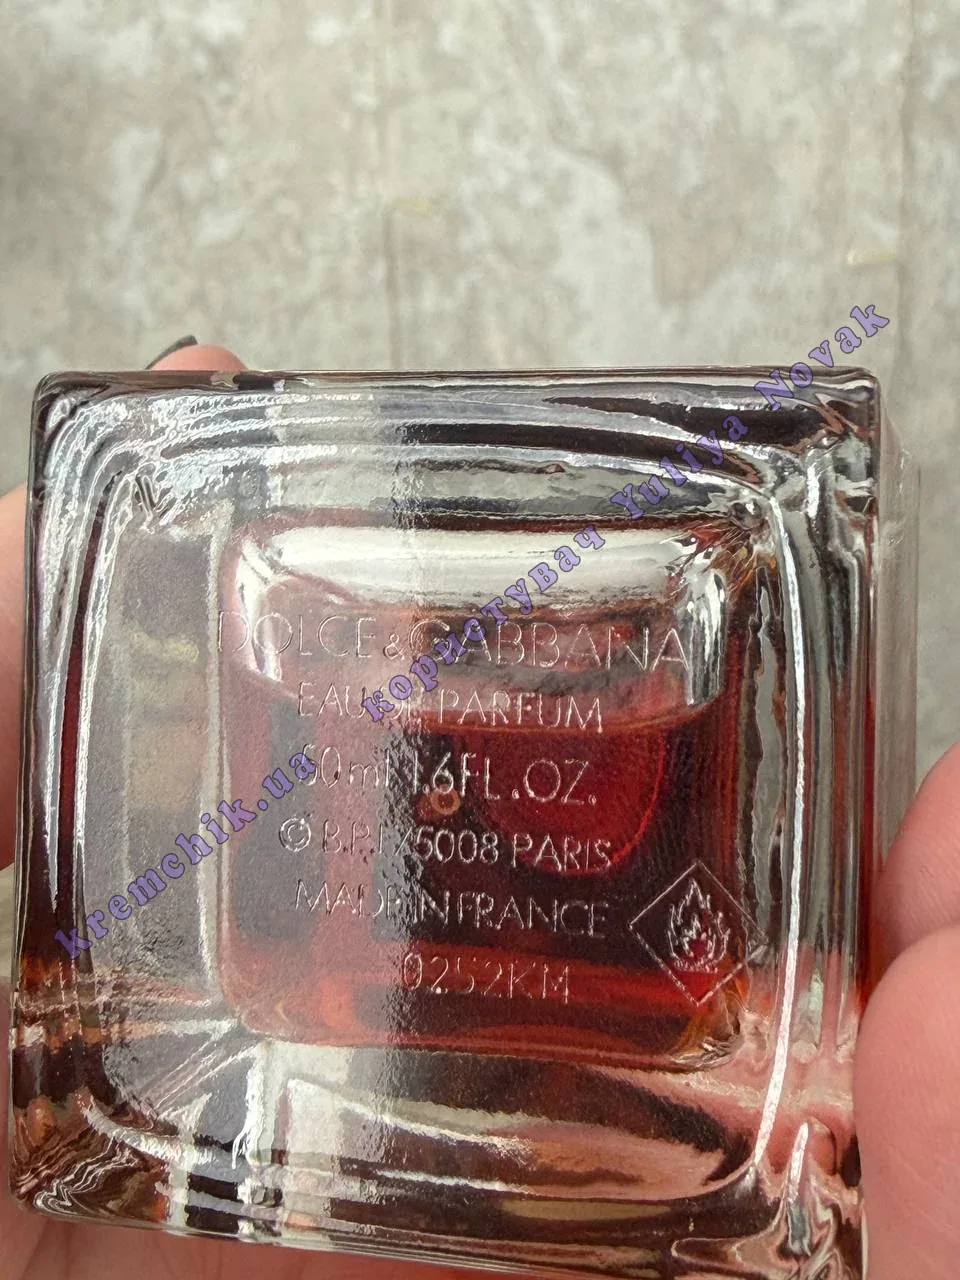 DOLCE&GABBANA
EAU DE PARFUM
50 ml 1.6FL.OZ.
© B.P.I 75008 PARIS
MADE IN FRANCE
0252KM
kremchik.ua користувач Yuliya Novak